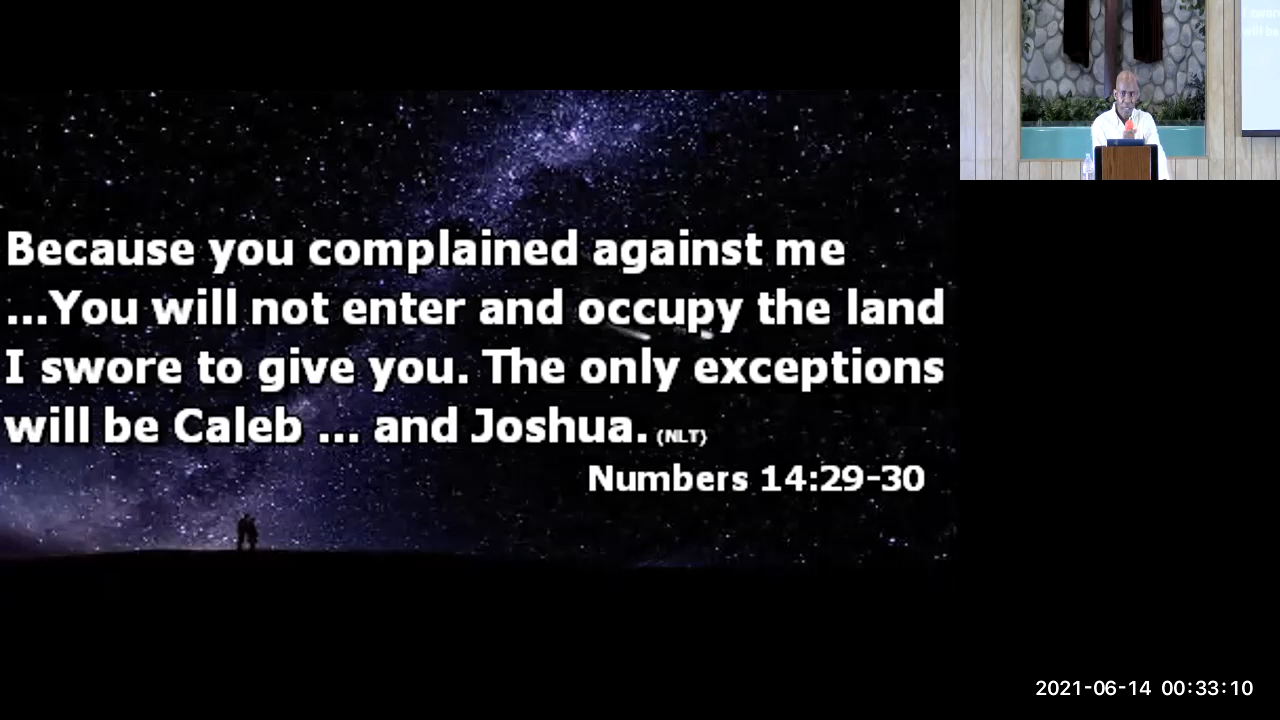 Because you complained against me
...You will not enter and occupy the land
I swore to give you. The only exceptions
will be Caleb ... and Joshua. (NLT)
Numbers 14:29-30
2021-06-14 00:33:10